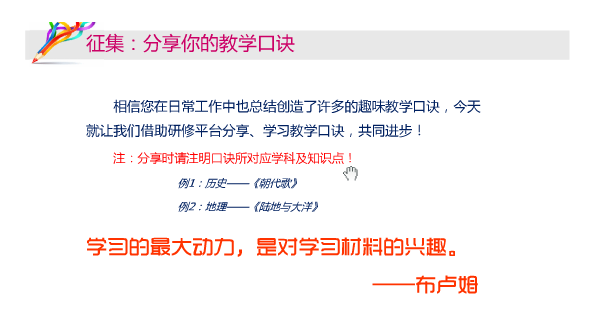 征集：分享你的教学口诀
相信您在日常工作中也总结创造了许多的趣味教学口诀，今天
就让我们借助研修平台分享、学习教学口诀，共同进步！
注：分享时请注明口诀所对应学科及知识点！
例1：历史——《朝代歌》
例2：地理——《陆地与大洋》
学习的最大动力，是对学习材料的兴趣。
——布卢姆